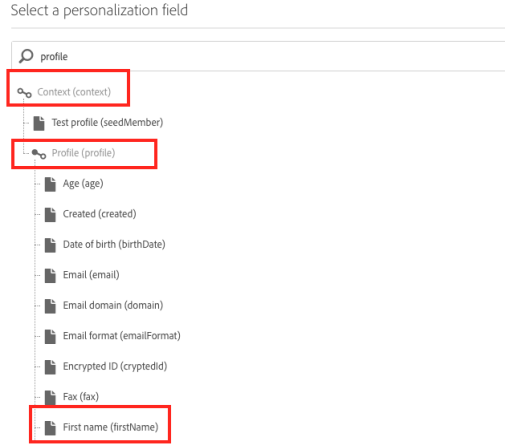 Select a personalization field
profile
Context (context)
Test profile (seedMember)
Profile (profile)
Age (age)
Created (created)
Date of birth (birthDate)
Email (email)
Email domain (domain)
Email format (emailFormat)
Encrypted ID (cryptedId)
Fax (fax)
First name (firstName)